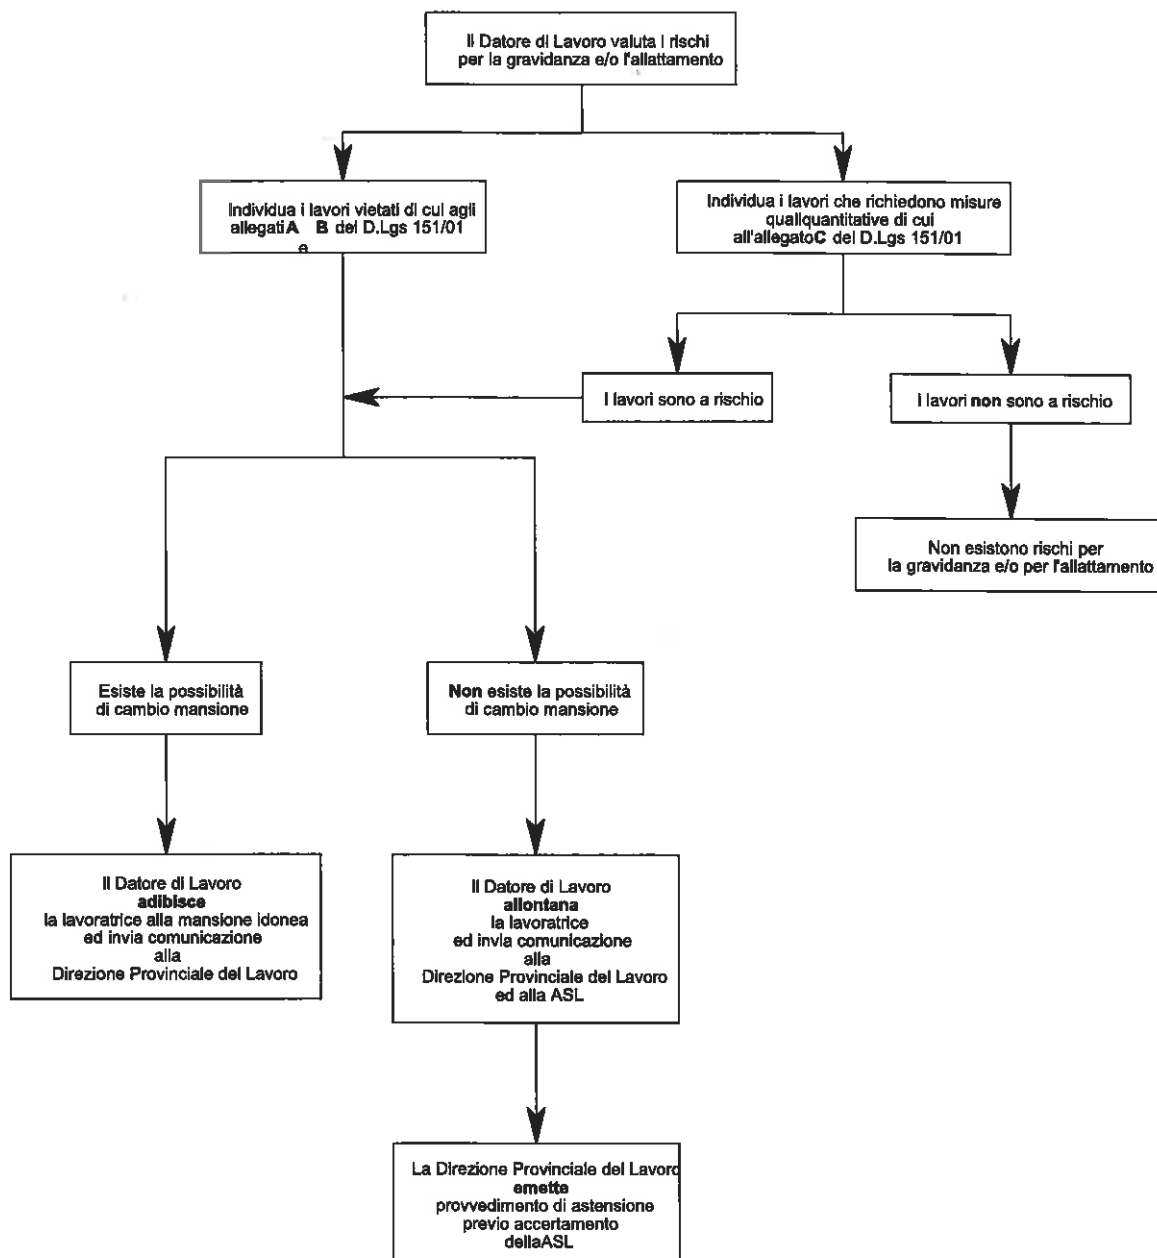 Il Datore di Lavoro valuta i rischi
per la gravidanza e/o l'allattamento
Individua i lavori vietati di cui agli
allegati A B del D.Lgs 151/01
e
Individua i lavori che richiedono misure
qualiquantitative di cui
all'allegato C del D.Lgs 151/01
I lavori sono a rischio
I lavori non sono a rischio
Non esistono rischi per
la gravidanza e/o per l'allattamento
Esiste la possibilità
di cambio mansione
Non esiste la possibilità
di cambio mansione
Il Datore di Lavoro
adibisce
la lavoratrice alla mansione idonea
ed invia comunicazione
alla
Direzione Provinciale del Lavoro
Il Datore di Lavoro
allontana
la lavoratrice
ed invia comunicazione
alla
Direzione Provinciale del Lavoro
ed alla ASL
La Direzione Provinciale del Lavoro
emette
provvedimento di astensione
previo accertamento
dellaASL